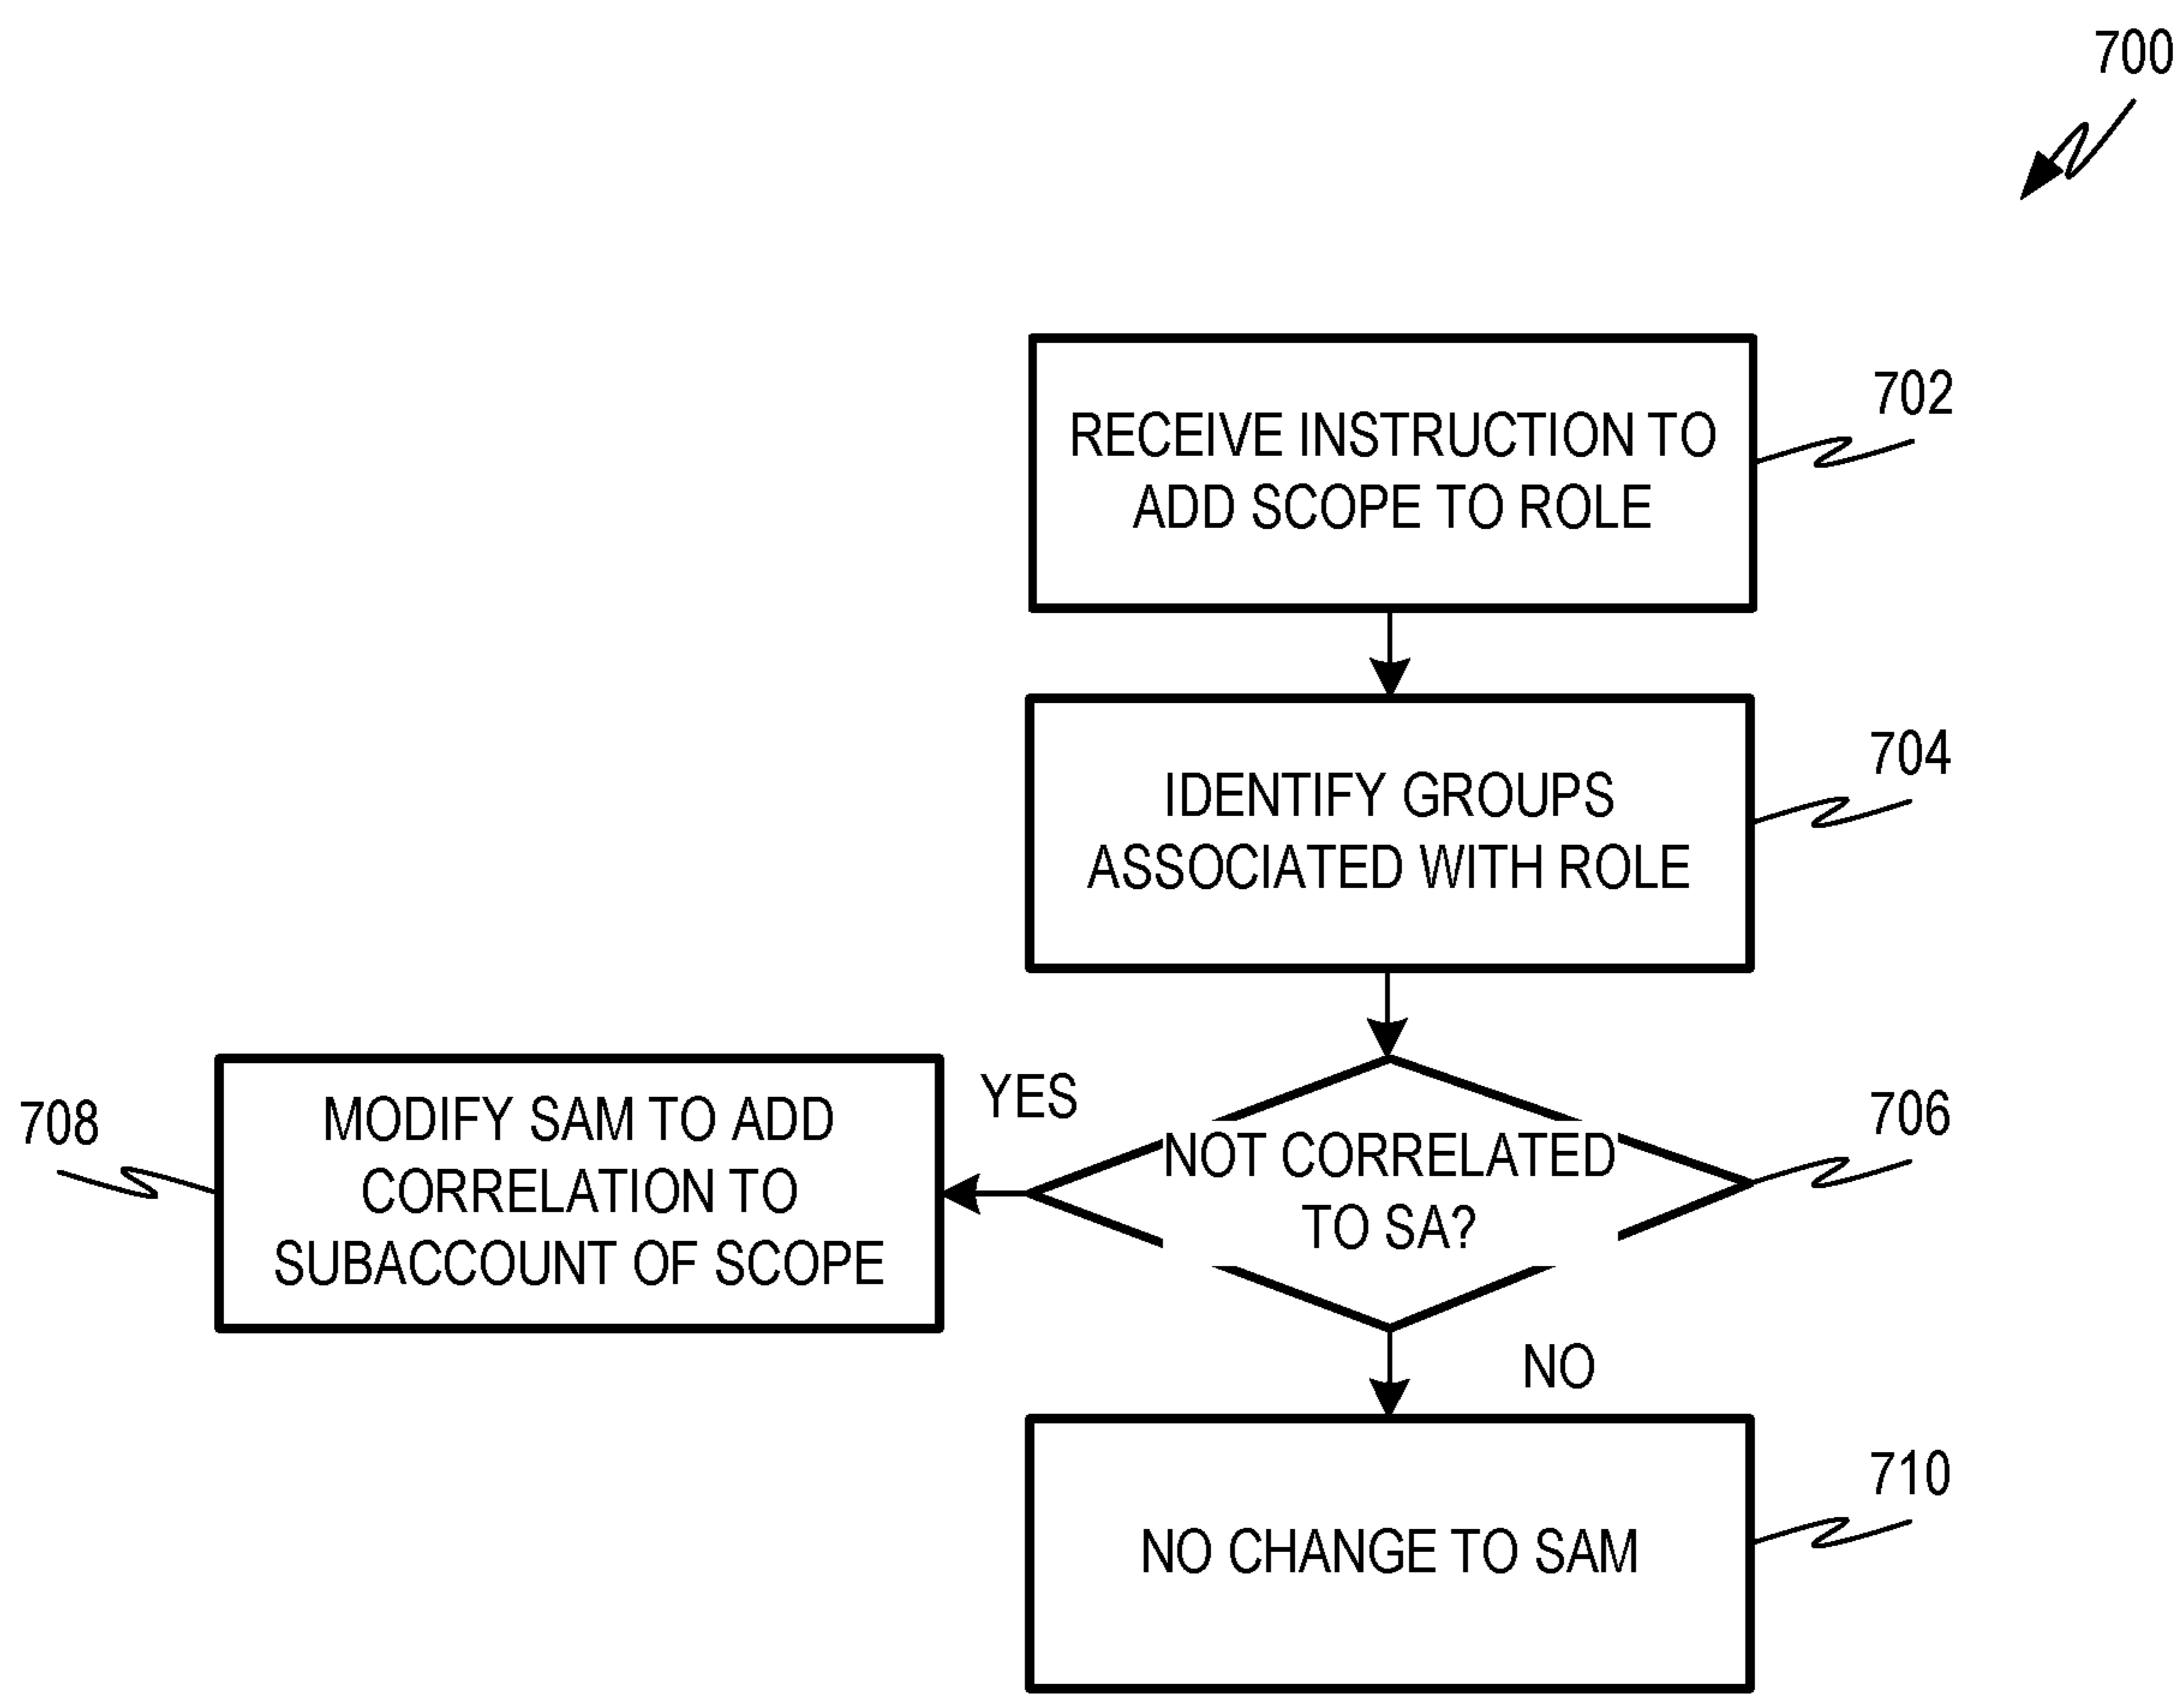 700
RECEIVE INSTRUCTION TO
ADD SCOPE TO ROLE
702
IDENTIFY GROUPS
ASSOCIATED WITH ROLE
704
NOT CORRELATED
TO SA?
706
YES
MODIFY SAM TO ADD
CORRELATION TO
SUBACCOUNT OF SCOPE
708
NO
NO CHANGE TO SAM
710